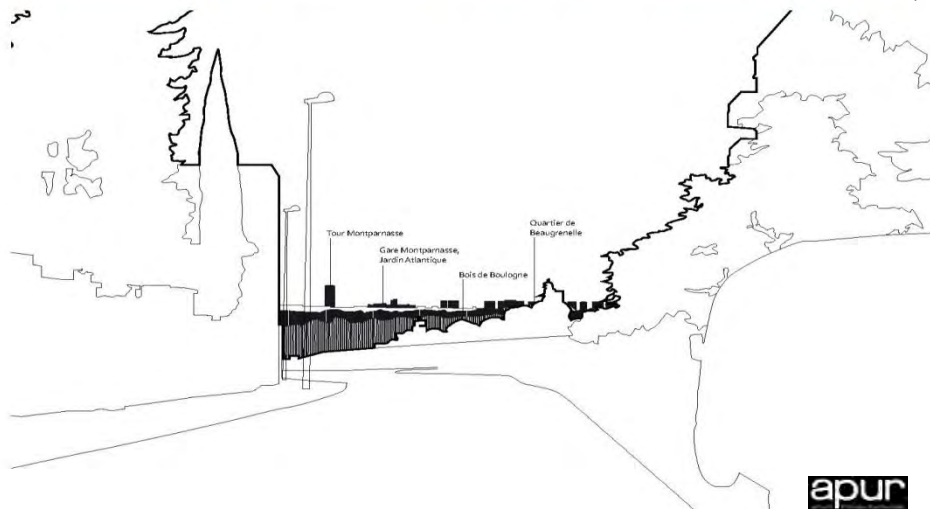 Tour Montparnasse
Gare Montparnasse,
Jardin Atlantique
Bois de Boulogne
Quartier de
Beaugrenelle
apur